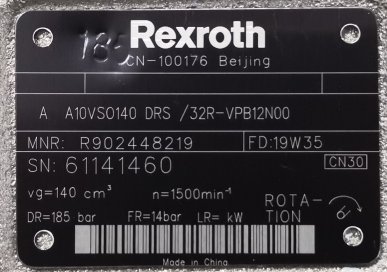 185 Rexroth
CN-100176 Beijing
A A10VSO140 DRS /32R-VPB12N00
MNR: R902448219 FD:19W35
SN: 61141460 CN30
vg=140 cm³ n=1500min⁻¹ ROTA-
DR=185 bar FR=14bar LR= kW TION
Made in China